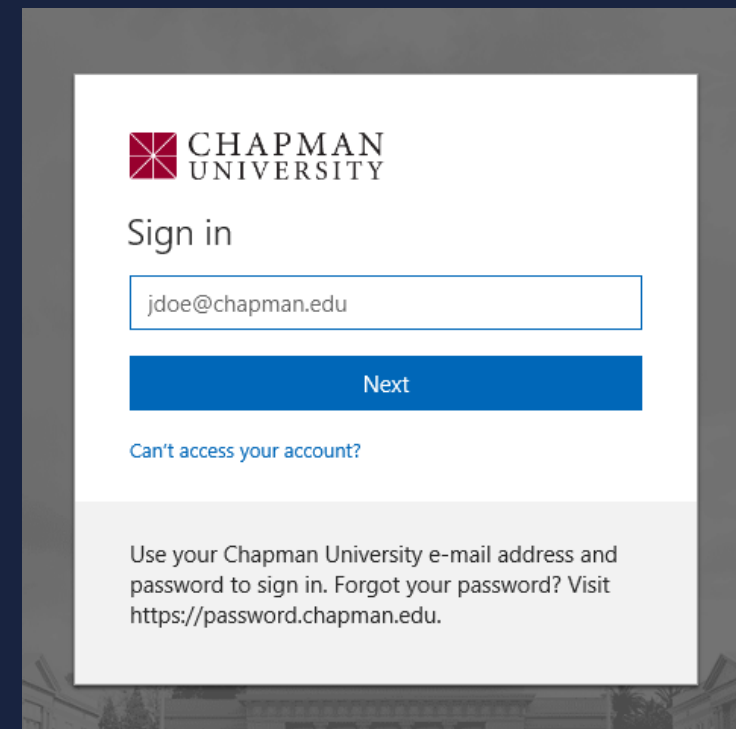 CHAPMAN
UNIVERSITY
Sign in
jdoe@chapman.edu
Next
Can't access your account?
Use your Chapman University e-mail address and
password to sign in. Forgot your password? Visit
https://password.chapman.edu.